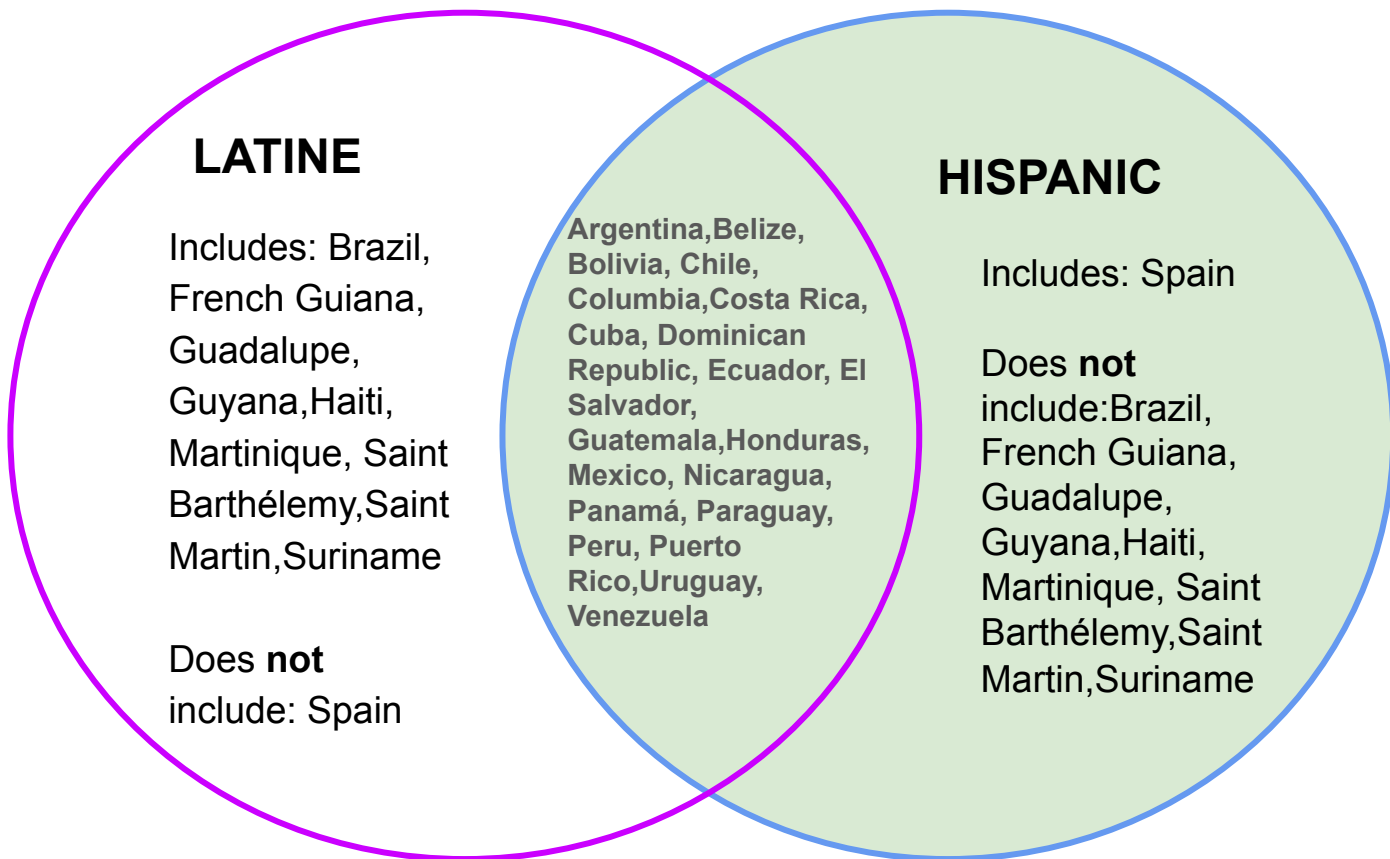 LATINE
Includes: Brazil,
French Guiana,
Guadalupe,
Guyana,Haiti,
Martinique, Saint
Barthélemy,Saint
Martin,Suriname
Does not
include: Spain
Argentina,Belize,
Bolivia, Chile,
Columbia,Costa Rica,
Cuba, Dominican
Republic, Ecuador, El
Salvador,
Guatemala,Honduras,
Mexico, Nicaragua,
Panamá, Paraguay,
Peru, Puerto
Rico,Uruguay,
Venezuela
HISPANIC
Includes: Spain
Does not
include:Brazil,
French Guiana,
Guadalupe,
Guyana,Haiti,
Martinique, Saint
Barthélemy,Saint
Martin,Suriname